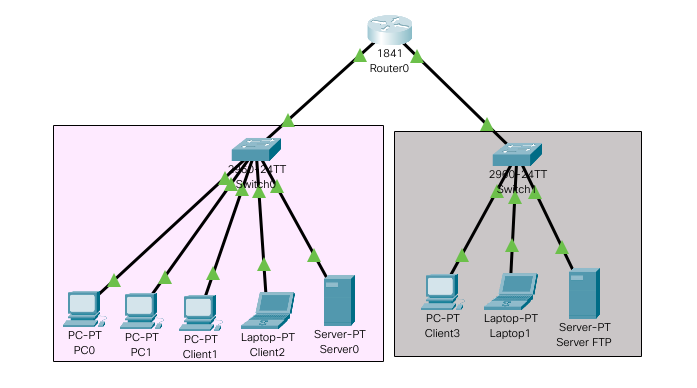 1841
Router0
2960-24TT
Switch0
2960-24TT
Switch1
PC-PT
PC0
PC-PT
PC1
PC-PT
Client1
Laptop-PT
Client2
Server-PT
Server0
PC-PT
Client3
Laptop-PT
Laptop1
Server-PT
Server FTP